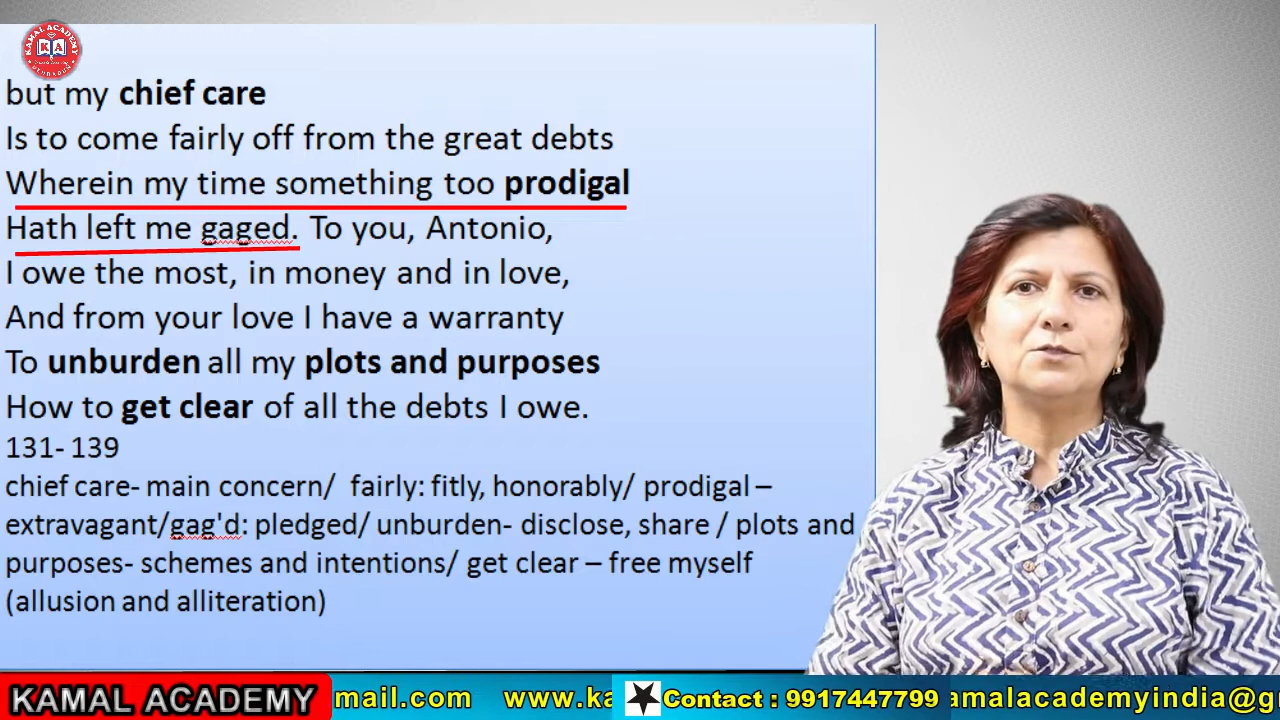 KAMAL ACADEMY
KA
DEHRADUN
but my chief care
Is to come fairly off from the great debts
Wherein my time something too prodigal
Hath left me gaged. To you, Antonio,
I owe the most, in money and in love,
And from your love I have a warranty
To unburden all my plots and purposes
How to get clear of all the debts I owe.
131- 139
chief care- main concern/ fairly: fitly, honorably/ prodigal –
extravagant/gag'd: pledged/ unburden- disclose, share / plots and
purposes- schemes and intentions/ get clear – free myself
(allusion and alliteration)
KAMAL ACADEMY mail.com www.ka Contact : 9917447799 amalacademyindia@g